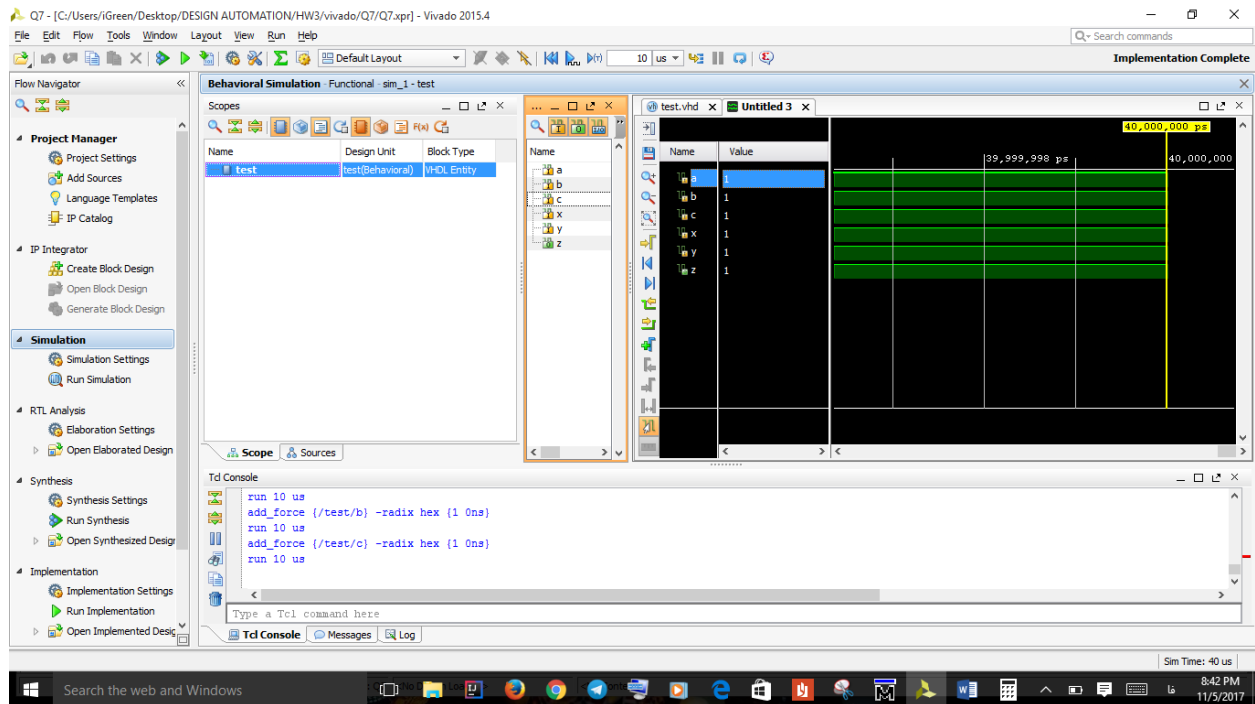 Q7 - [C:/Users/iGreen/Desktop/DESIGN AUTOMATION/HW3/vivado/Q7/Q7.xpr] - Vivado 2015.4
File Edit Flow Tools Window Layout View Run Help
Search commands
Default Layout
10 us
Implementation Complete
Flow Navigator
Behavioral Simulation - Functional - sim_1 - test
Project Manager
Project Settings
Add Sources
Language Templates
IP Catalog
IP Integrator
Create Block Design
Open Block Design
Generate Block Design
Simulation
Simulation Settings
Run Simulation
RTL Analysis
Elaboration Settings
Open Elaborated Design
Synthesis
Synthesis Settings
Run Synthesis
Open Synthesized Desigr
Implementation
Implementation Settings
Run Implementation
Open Implemented Desig
Scopes
F(x)
Name Design Unit Block Type
test test(Behavioral) VHDL Entity
Scope Sources
...
Name
a
b
c
x
y
z
test.vhd Untitled 3
40,000,000 ps
Name Value 39,999,998 ps 40,000,000
a 1
b 1
c 1
x 1
y 1
z 1
Tcl Console
run 10 us
add_force {/test/b} -radix hex {1 0ns}
run 10 us
add_force {/test/c} -radix hex {1 0ns}
run 10 us
Type a Tcl command here
Tcl Console Messages Log
Sim Time: 40 us
Search the web and Windows
فا
8:42 PM
11/5/2017